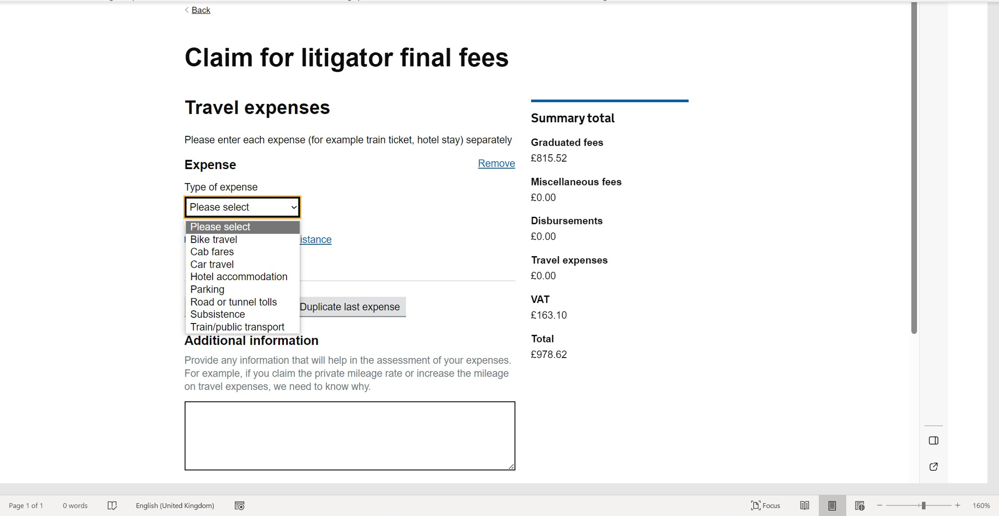 Back
Claim for litigator final fees
Travel expenses
Please enter each expense (for example train ticket, hotel stay) separately
Expense
Remove
Type of expense
Please select
Please select
Bike travel
istance
Cab fares
Car travel
Hotel accommodation
Parking
Road or tunnel tolls
Duplicate last expense
Subsistence
Train/public transport
Additional information
Provide any information that will help in the assessment of your expenses.
For example, if you claim the private mileage rate or increase the mileage
on travel expenses, we need to know why.
Summary total
Graduated fees
£815.52
Miscellaneous fees
£0.00
Disbursements
£0.00
Travel expenses
£0.00
VAT
£163.10
Total
£978.62
Page 1 of 1
0 words
English (United Kingdom)
Focus
160%